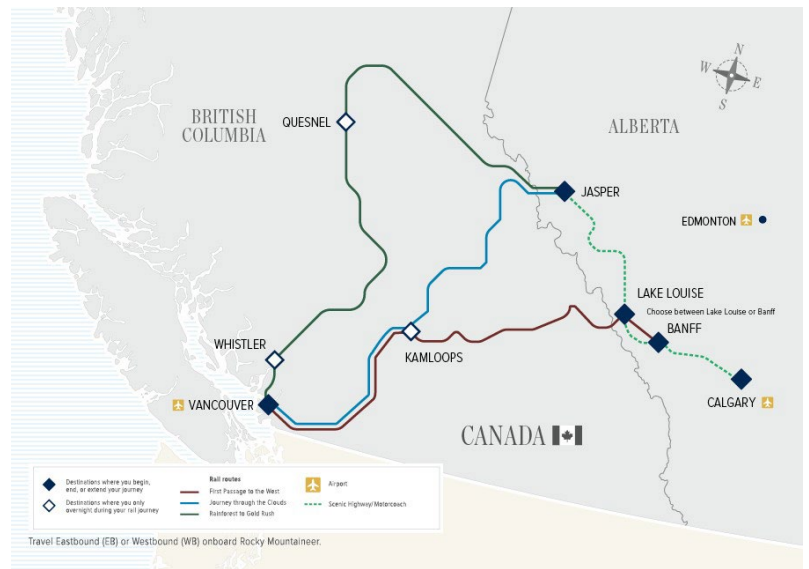 N
W
E
S
BRITISH
COLUMBIA
QUESNEL
ALBERTA
JASPER
EDMONTON
LAKE LOUISE
Choose between Lake Louise or Banff
BANFF
WHISTLER
KAMLOOPS
VANCOUVER
CALGARY
CANADA
Destinations where you begin,
end, or extend your journey
Destinations where you only
overnight during your rail journey
Rail routes
First Passage to the West
Journey through the Clouds
Rainforest to Gold Rush
Airport
Scenic Highway/Motorcoach
Travel Eastbound (EB) or Westbound (WB) onboard Rocky Mountaineer.